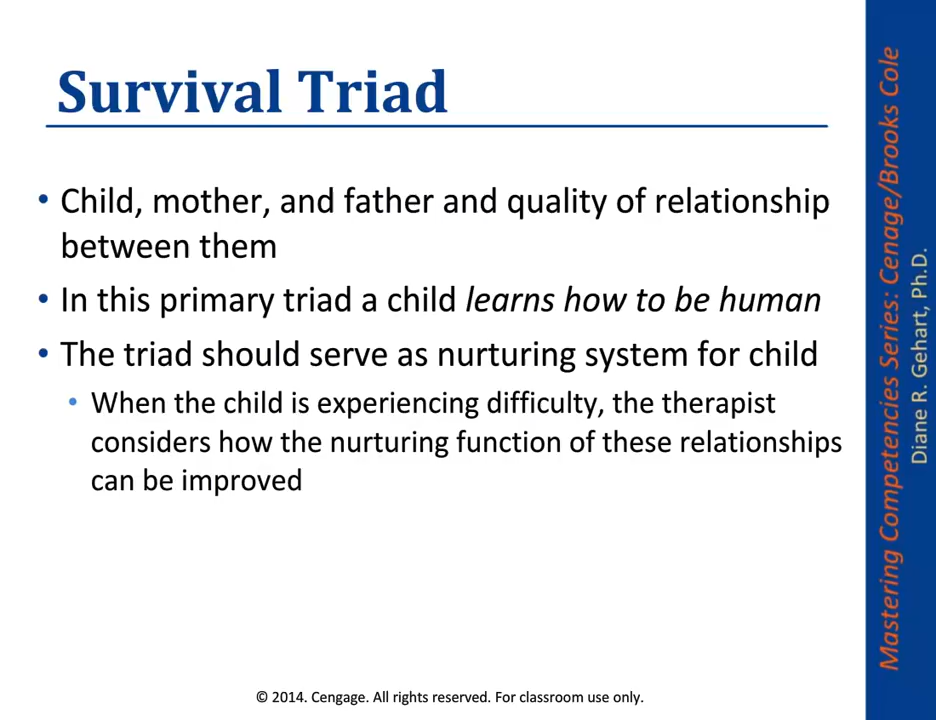 Survival Triad
• Child, mother, and father and quality of relationship
between them
• In this primary triad a child learns how to be human
• The triad should serve as nurturing system for child
• When the child is experiencing difficulty, the therapist
considers how the nurturing function of these relationships
can be improved
© 2014. Cengage. All rights reserved. For classroom use only.
Mastering Competencies Series: Cenage/Brooks Cole
Diane R. Gehart, Ph.D.